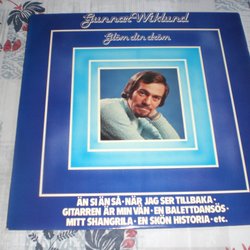 Gunnar Wiklund
Glöm din dröm
ÄN SI ÄN SÅ · NÄR JAG SER TILLBAKA ·
GITARREN ÄR MIN VÄN · EN BALETTDANSÖS ·
MITT SHANGRILA · EN SKÖN HISTORIA · etc.